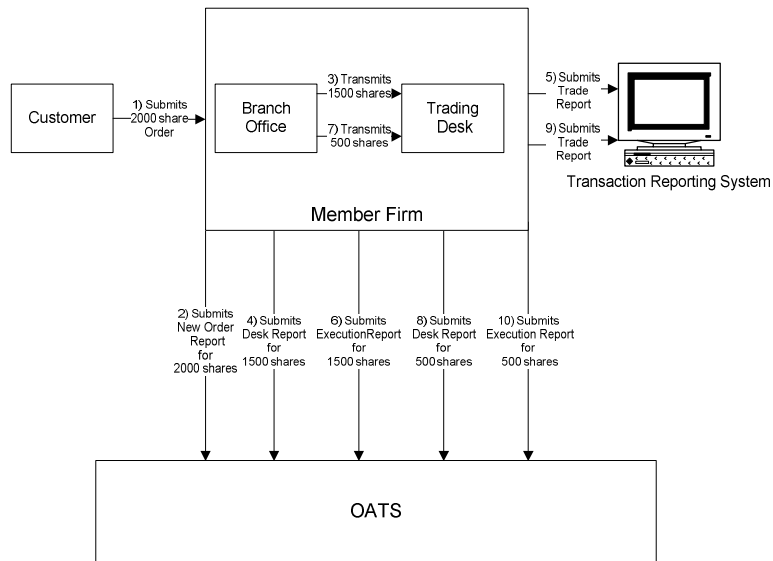 Customer
1) Submits
2000 share
Order
Branch
Office
3) Transmits
1500 shares
7) Transmits
500 shares
Trading
Desk
5) Submits
Trade
Report
9) Submits
Trade
Report
Transaction Reporting System
Member Firm
2) Submits
New Order
Report
for
2000 shares
4) Submits
Desk Report
for
1500 shares
6) Submits
ExecutionReport
for
1500 shares
8) Submits
Desk Report
for
500 shares
10) Submits
Execution Report
for
500 shares
OATS